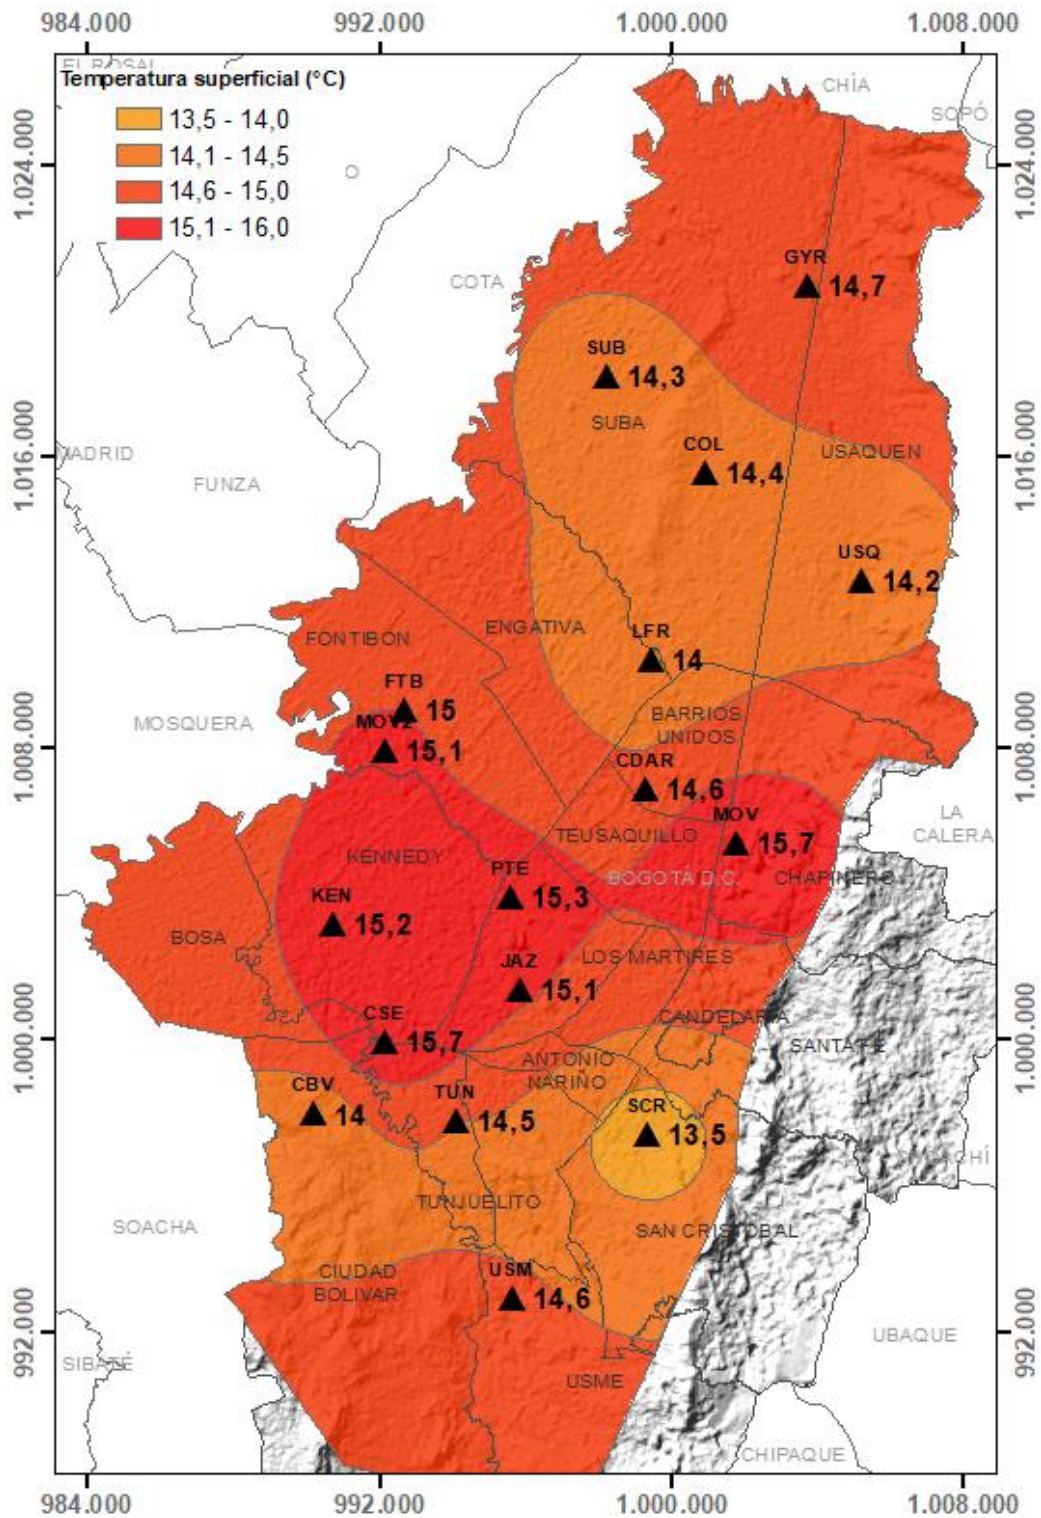 984.000 992.000 1.000.000 1.008.000
EL ROSAL
Temperatura superficial (°C)
13,5 - 14,0
14,1 - 14,5
14,6 - 15,0
15,1 - 16,0
CHÍA
SOPÓ
1.024.000 1.024.000
GYR
14,7
COTA
SUB
14,3
SUBA
COL
14,4
USAQUEN
1.016.000 1.016.000
MADRID
FUNZA
USQ
14,2
ENGATIVA
LFR
14
FONTIBÓN
FTB
15
MOV2
15,1
MOSQUERA
BARRIOS
UNIDOS
1.008.000 1.008.000
CDAR
14,6
MOV
15,7
LA
CALERA
TEUSAQUILLO
KENNEDY
PTE
15,3
BOGOTÁ D.C.
CHAPINERO
KEN
15,2
BOSA
JAZ
15,1
LOS MARTIRES
CSE
15,7
CANDELARIA
1.000.000 1.000.000
SANTA FE
ANTONIO
NARIÑO
CBV
14
TUN
14,5
SCR
13,5
TUNJUELITO
SOACHA
SAN CRISTOBAL
CIUDAD
BOLIVAR
USM
14,6
992.000 992.000
UBAQUE
SIBATÉ
USME
CHIPAQUE
984.000 992.000 1.000.000 1.008.000